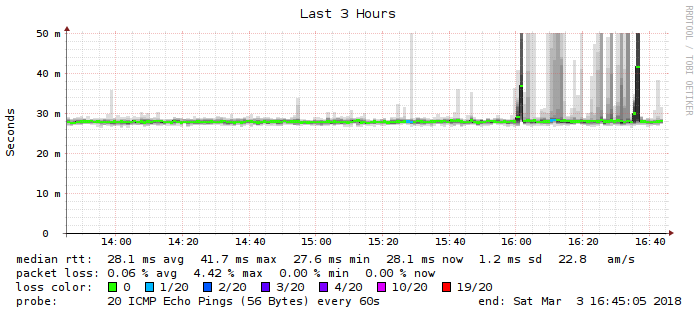 Last 3 Hours
RRDTOOL / TOBI OETIKER
Seconds
50 m
40 m
30 m
20 m
10 m
0
14:00 14:20 14:40 15:00 15:20 15:40 16:00 16:20 16:40
median rtt: 28.1 ms avg 41.7 ms max 27.6 ms min 28.1 ms now 1.2 ms sd 22.8 am/s
packet loss: 0.06 % avg 4.42 % max 0.00 % min 0.00 % now
loss color: 0 1/20 2/20 3/20 4/20 10/20 19/20
probe: 20 ICMP Echo Pings (56 Bytes) every 60s end: Sat Mar 3 16:45:05 2018